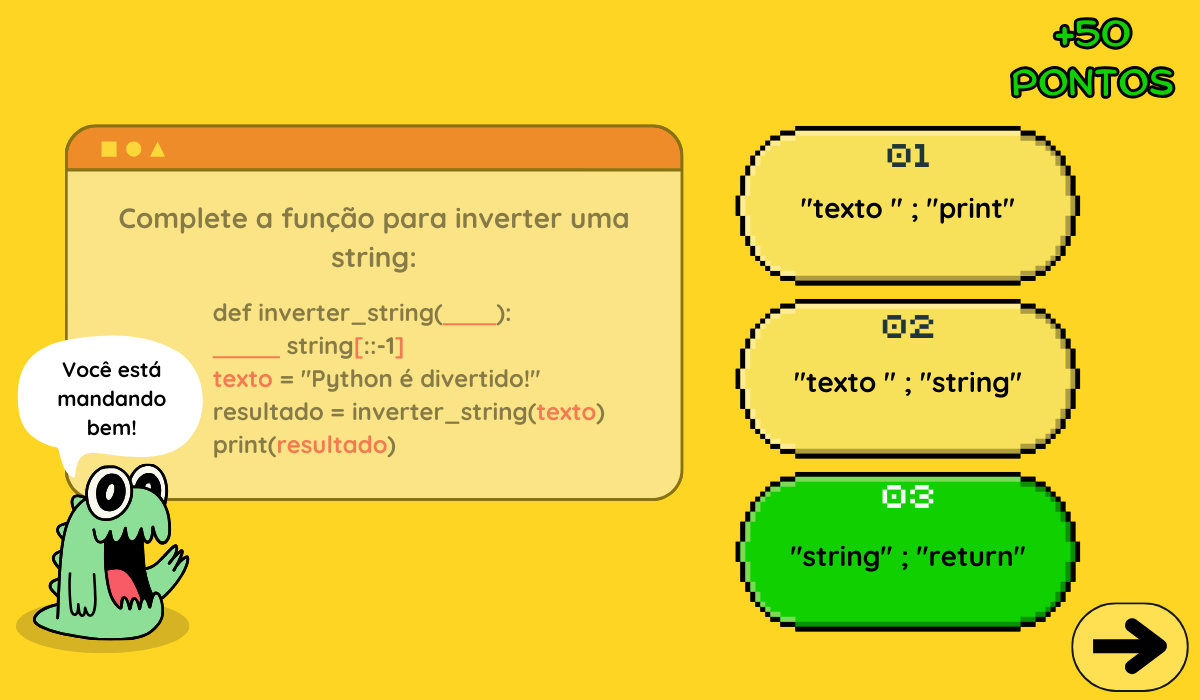 +50
PONTOS
Complete a função para inverter uma
string:
def inverter_string(____):
_____ string[::-1]
texto = "Python é divertido!"
resultado = inverter_string(texto)
print(resultado)
Você está
mandando
bem!
01
"texto " ; "print"
02
"texto " ; "string"
03
"string" ; "return"